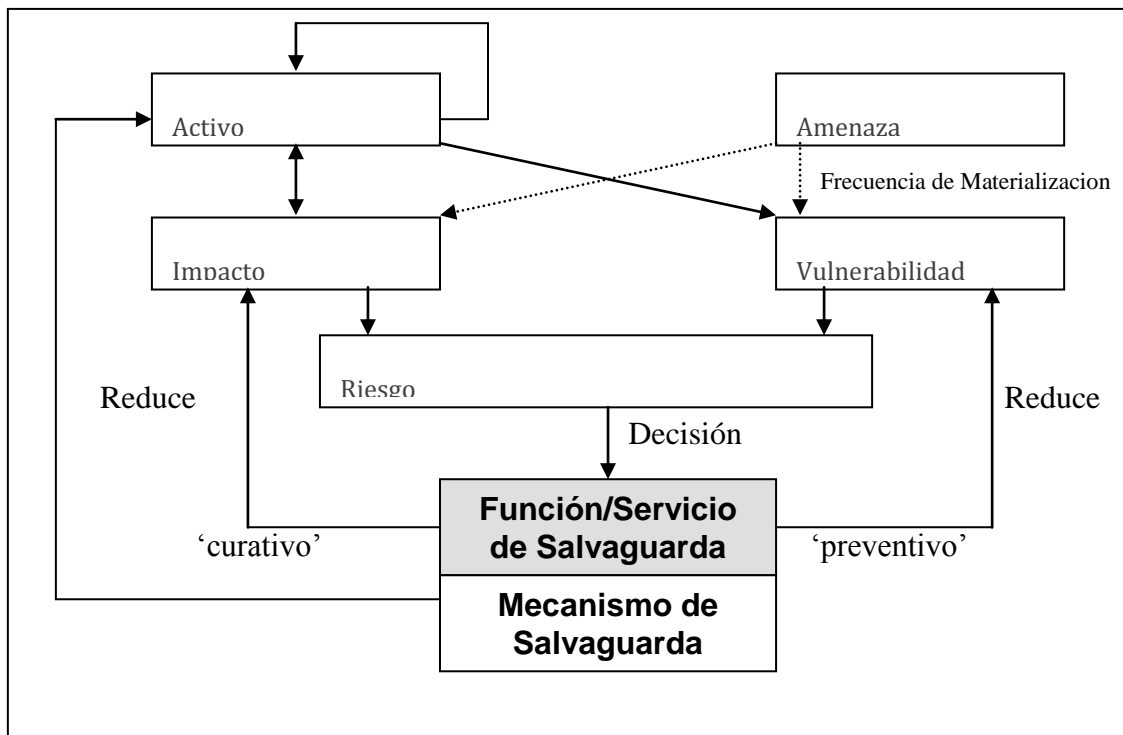 Activo
Amenaza
Frecuencia de Materializacion
Impacto
Vulnerabilidad
Riesgo
Reduce
Reduce
Decisión
Función/Servicio
de Salvaguarda
‘curativo’
‘preventivo’
Mecanismo de
Salvaguarda